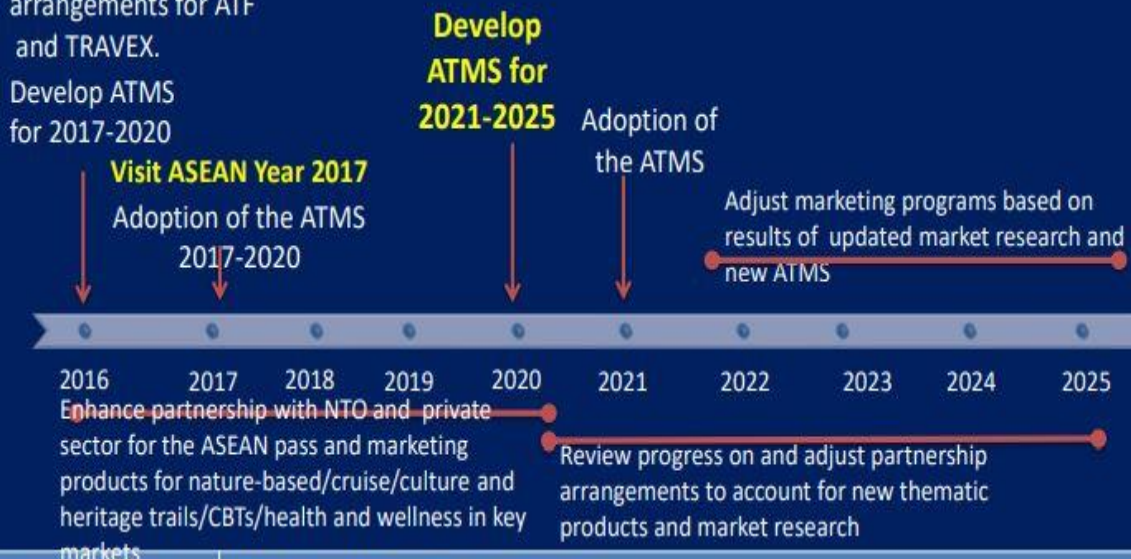 arrangements for ATF
and TRAVEX.
Develop ATMS
for 2017-2020
Visit ASEAN Year 2017
Adoption of the ATMS
2017-2020
Develop
ATMS for
2021-2025
Adoption of
the ATMS
Adjust marketing programs based on
results of updated market research and
new ATMS
2016 2017 2018 2019 2020 2021 2022 2023 2024 2025
Enhance partnership with NTO and private
sector for the ASEAN pass and marketing
products for nature-based/cruise/culture and
heritage trails/CBTs/health and wellness in key
markets
Review progress on and adjust partnership
arrangements to account for new thematic
products and market research